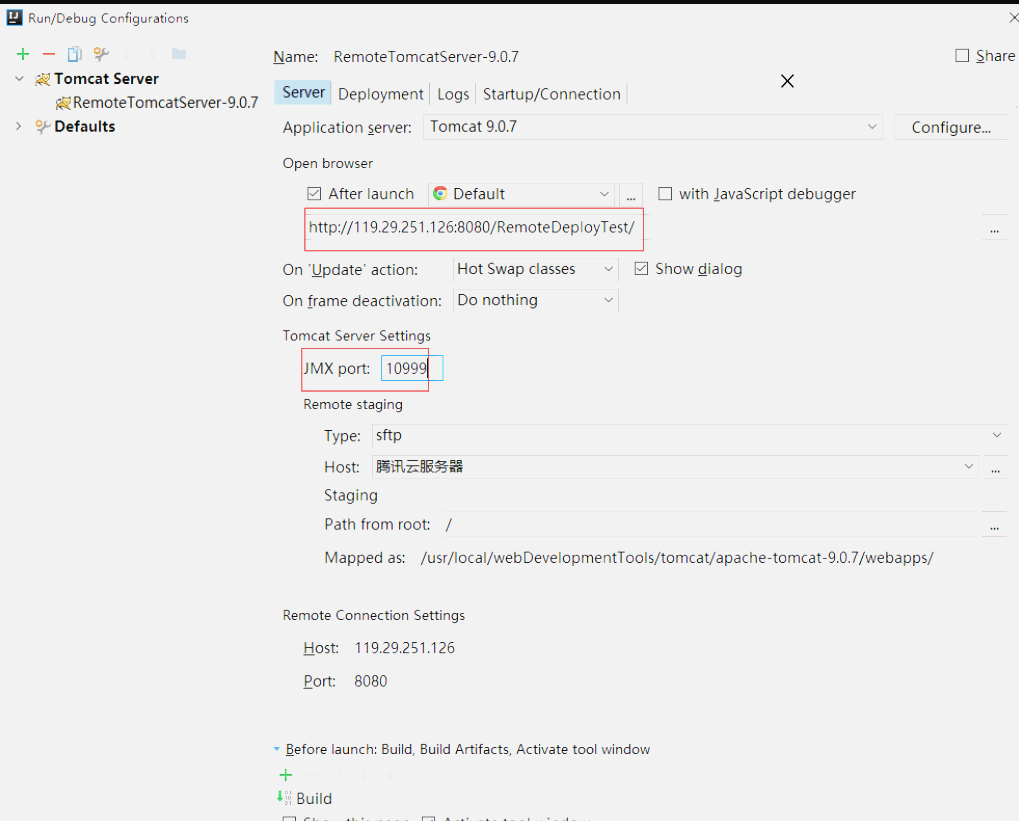 Run/Debug Configurations
Name: RemoteTomcatServer-9.0.7
Share
Tomcat Server
RemoteTomcatServer-9.0.7
Defaults
Server Deployment Logs Startup/Connection
Application server: Tomcat 9.0.7 Configure...
Open browser
After launch Default ... with JavaScript debugger
http://119.29.251.126:8080/RemoteDeployTest/ ...
On 'Update' action: Hot Swap classes Show dialog
On frame deactivation: Do nothing
Tomcat Server Settings
JMX port: 10999
Remote staging
Type: sftp
Host: 腾讯云服务器 ...
Staging
Path from root: / ...
Mapped as: /usr/local/webDevelopmentTools/tomcat/apache-tomcat-9.0.7/webapps/
Remote Connection Settings
Host: 119.29.251.126
Port: 8080
Before launch: Build, Build Artifacts, Activate tool window
Build